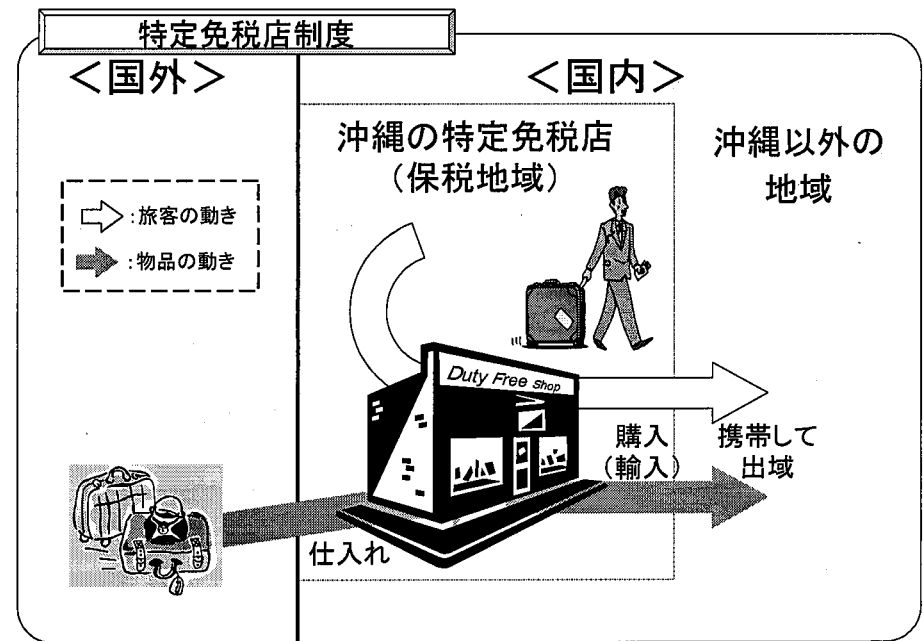 特定免税店制度
＜国外＞
＜国内＞
沖縄の特定免税店
（保税地域）
沖縄以外の
地域
:旅客の動き
:物品の動き
Duty Free Shop
購入
（輸入）
携帯して
出域
仕入れ